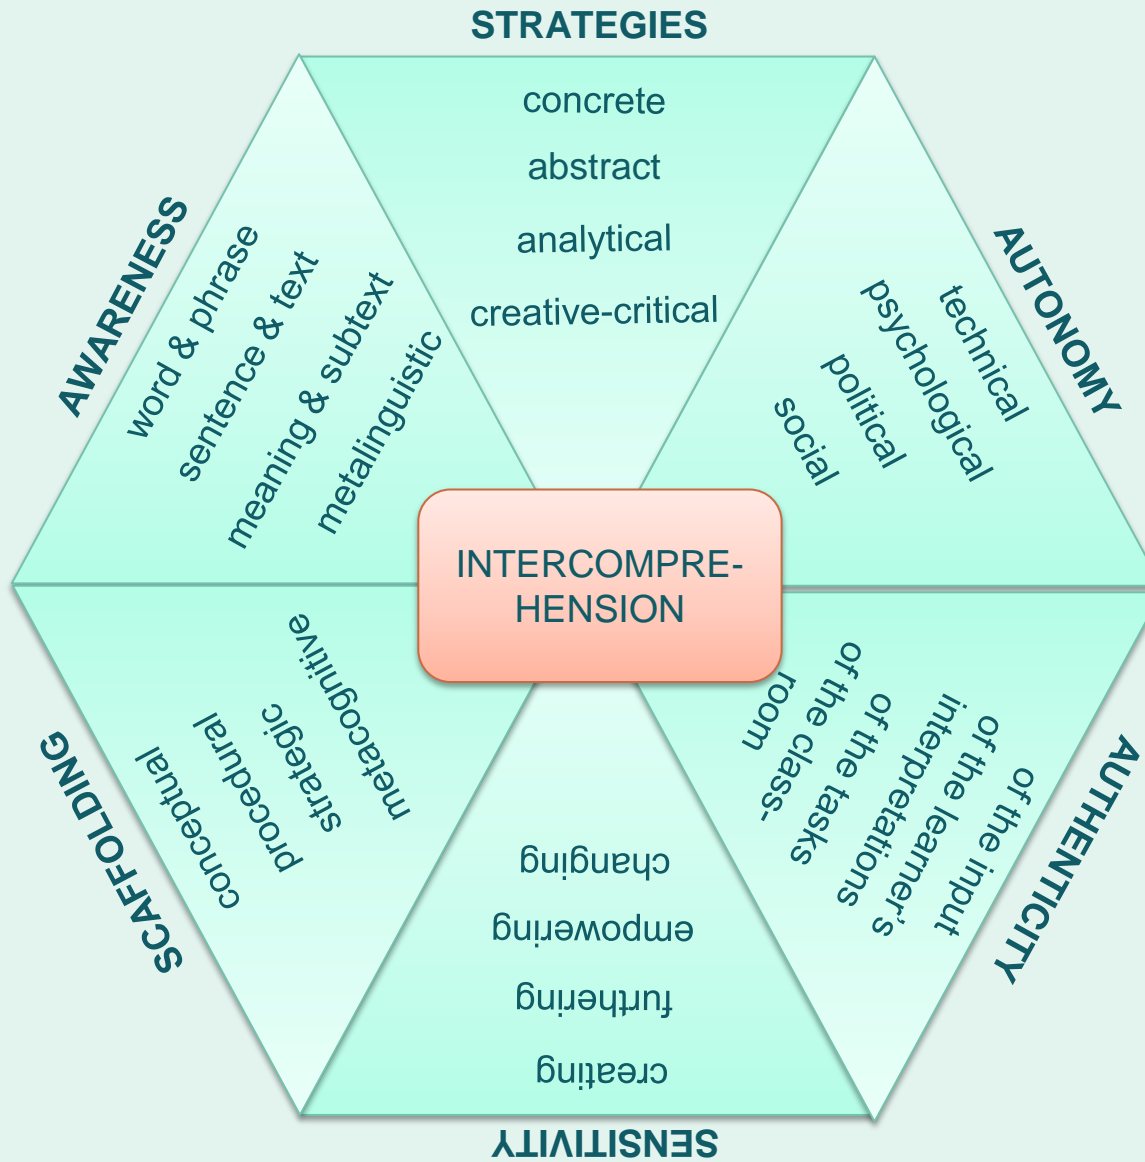 STRATEGIES
concrete
abstract
analytical
creative-critical
AUTONOMY
technical
psychological
political
social
AUTHENTICITY
of the input
of the learner's
interpretations
of the tasks
of the class-
room
SENSITIVITY
creating
furthering
empowering
changing
SCAFFOLDING
conceptual
procedural
strategic
metacognitive
AWARENESS
word & phrase
sentence & text
meaning & subtext
metalinguistic
INTERCOMPRE-
HENSION